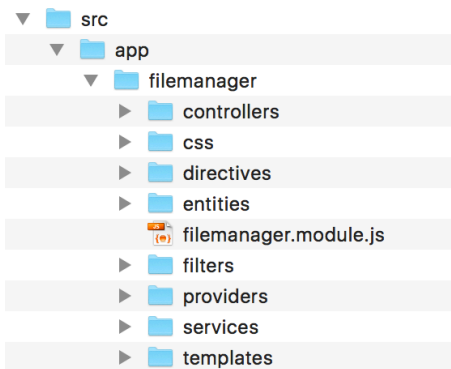 src
app
filemanager
controllers
css
directives
entities
filemanager.module.js
filters
providers
services
templates